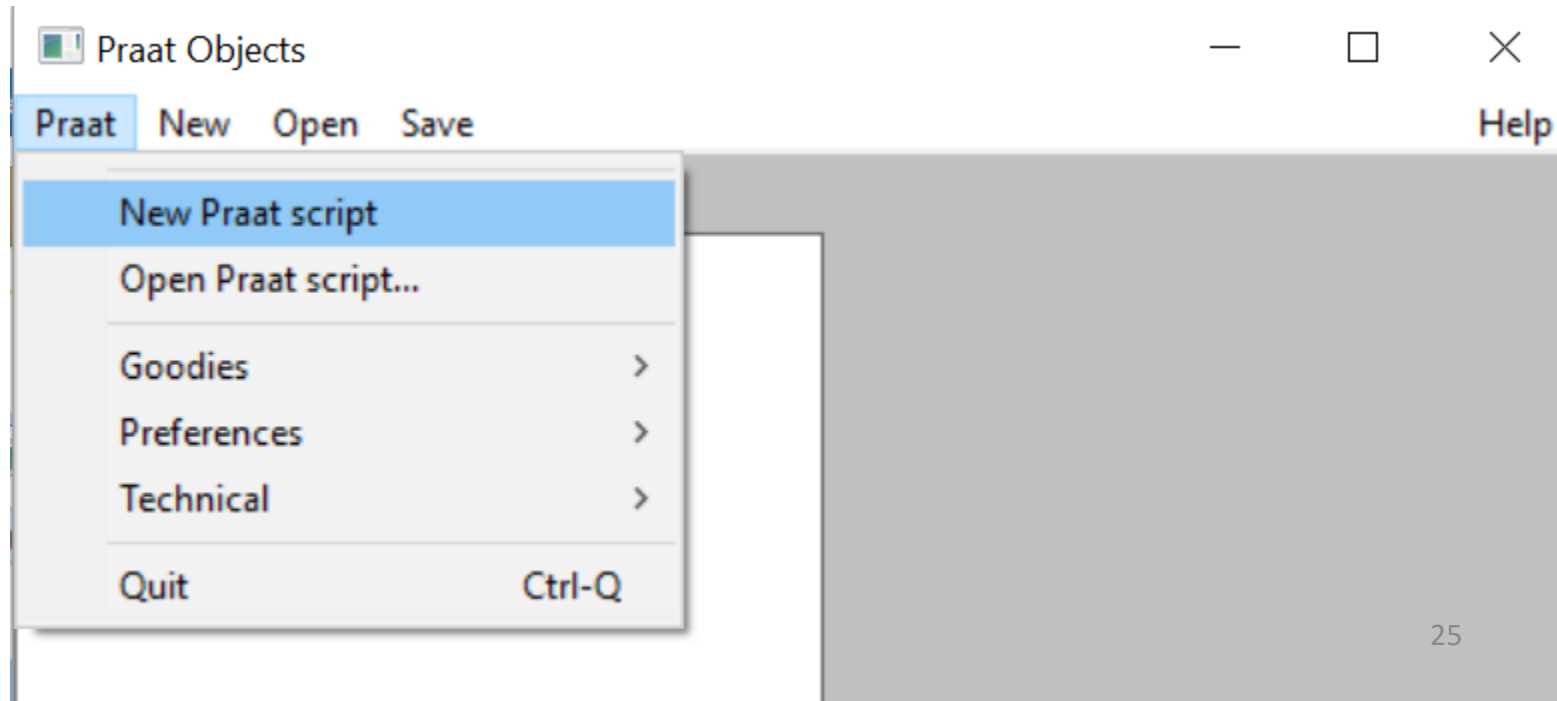 Praat Objects
Praat New Open Save Help
New Praat script
Open Praat script...
Goodies
Preferences
Technical
Quit Ctrl-Q
25